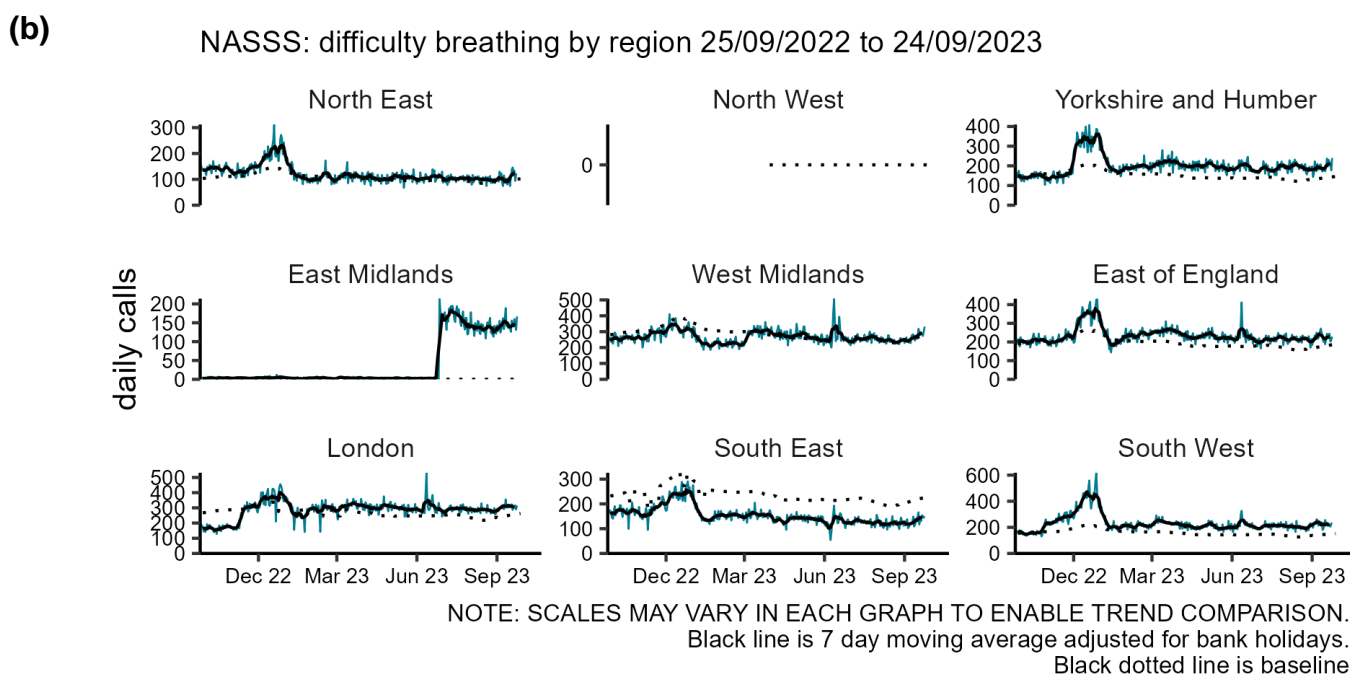 (b)
NASSS: difficulty breathing by region 25/09/2022 to 24/09/2023
North East
North West
Yorkshire and Humber
300
200
100
0
0
400
300
200
100
0
daily calls
East Midlands
West Midlands
East of England
200
150
100
50
0
500
400
300
200
100
0
400
300
200
100
0
London
South East
South West
500
400
300
200
100
0
300
200
100
0
600
400
200
0
Dec 22 Mar 23 Jun 23 Sep 23
Dec 22 Mar 23 Jun 23 Sep 23
Dec 22 Mar 23 Jun 23 Sep 23
NOTE: SCALES MAY VARY IN EACH GRAPH TO ENABLE TREND COMPARISON.
Black line is 7 day moving average adjusted for bank holidays.
Black dotted line is baseline